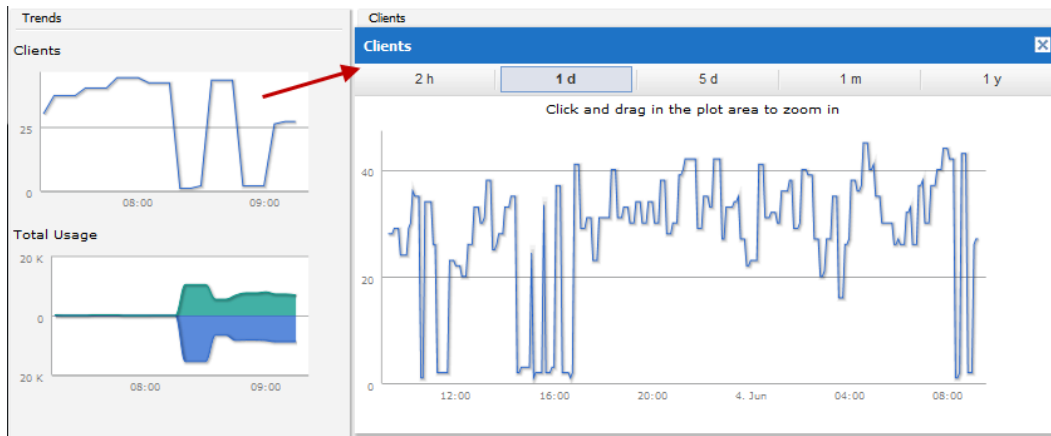 Trends
Clients
25
0
08:00 09:00
Total Usage
20 K
0
20 K
08:00 09:00
Clients
Clients
2 h 1 d 5 d 1 m 1 y
Click and drag in the plot area to zoom in
40
20
0
12:00 16:00 20:00 4. Jun 04:00 08:00